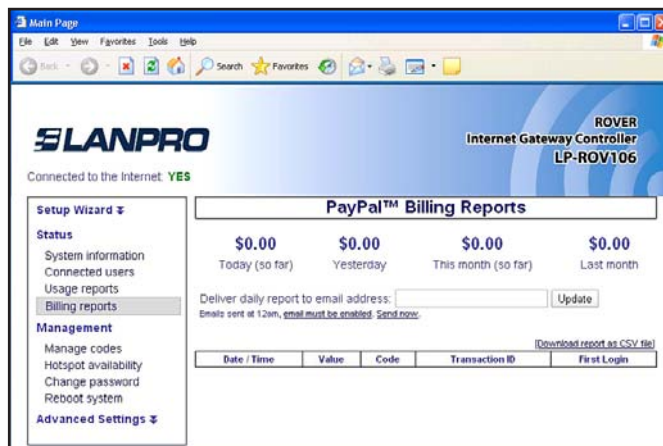 Main Page
File Edit View Favorites Tools Help
Back Search Favorites
LANPRO
ROVER
Internet Gateway Controller
LP-ROV106
Connected to the Internet: YES
Setup Wizard
Status
System information
Connected users
Usage reports
Billing reports
Management
Manage codes
Hotspot availability
Change password
Reboot system
Advanced Settings
PayPal™ Billing Reports
$0.00 $0.00 $0.00 $0.00
Today (so far) Yesterday This month (so far) Last month
Deliver daily report to email address: Update
Emails sent at 12am, email must be enabled. Send now.
[Download report as CSV file]
Date / Time Value Code Transaction ID First Login